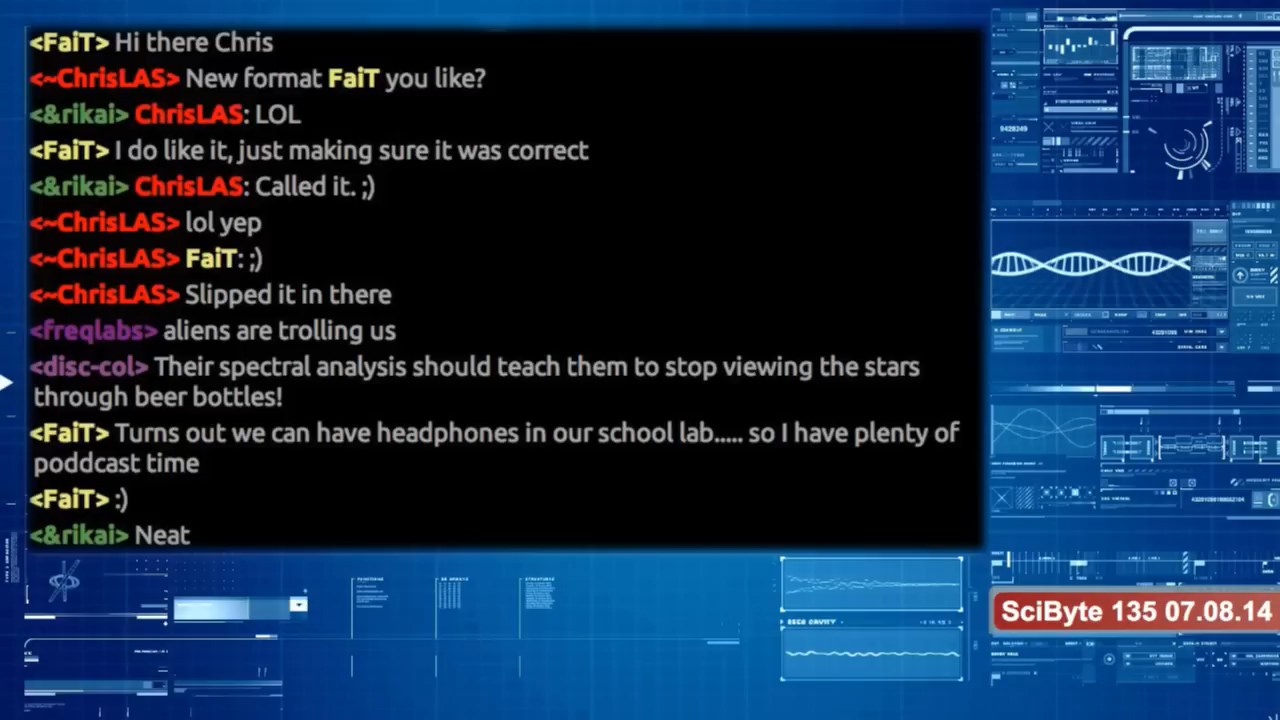 <FaiT> Hi there Chris
<~ChrisLAS> New format FaiT you like?
<&rikai> ChrisLAS: LOL
<FaiT> I do like it, just making sure it was correct
<&rikai> ChrisLAS: Called it. ;)
<~ChrisLAS> lol yep
<~ChrisLAS> FaiT: ;)
<~ChrisLAS> Slipped it in there
<freqlabs> aliens are trolling us
<disc-col> Their spectral analysis should teach them to stop viewing the stars
through beer bottles!
<FaiT> Turns out we can have headphones in our school lab..... so I have plenty of
poddcast time
<FaiT> :)
<&rikai> Neat
9428349
SciByte 135 07.08.14